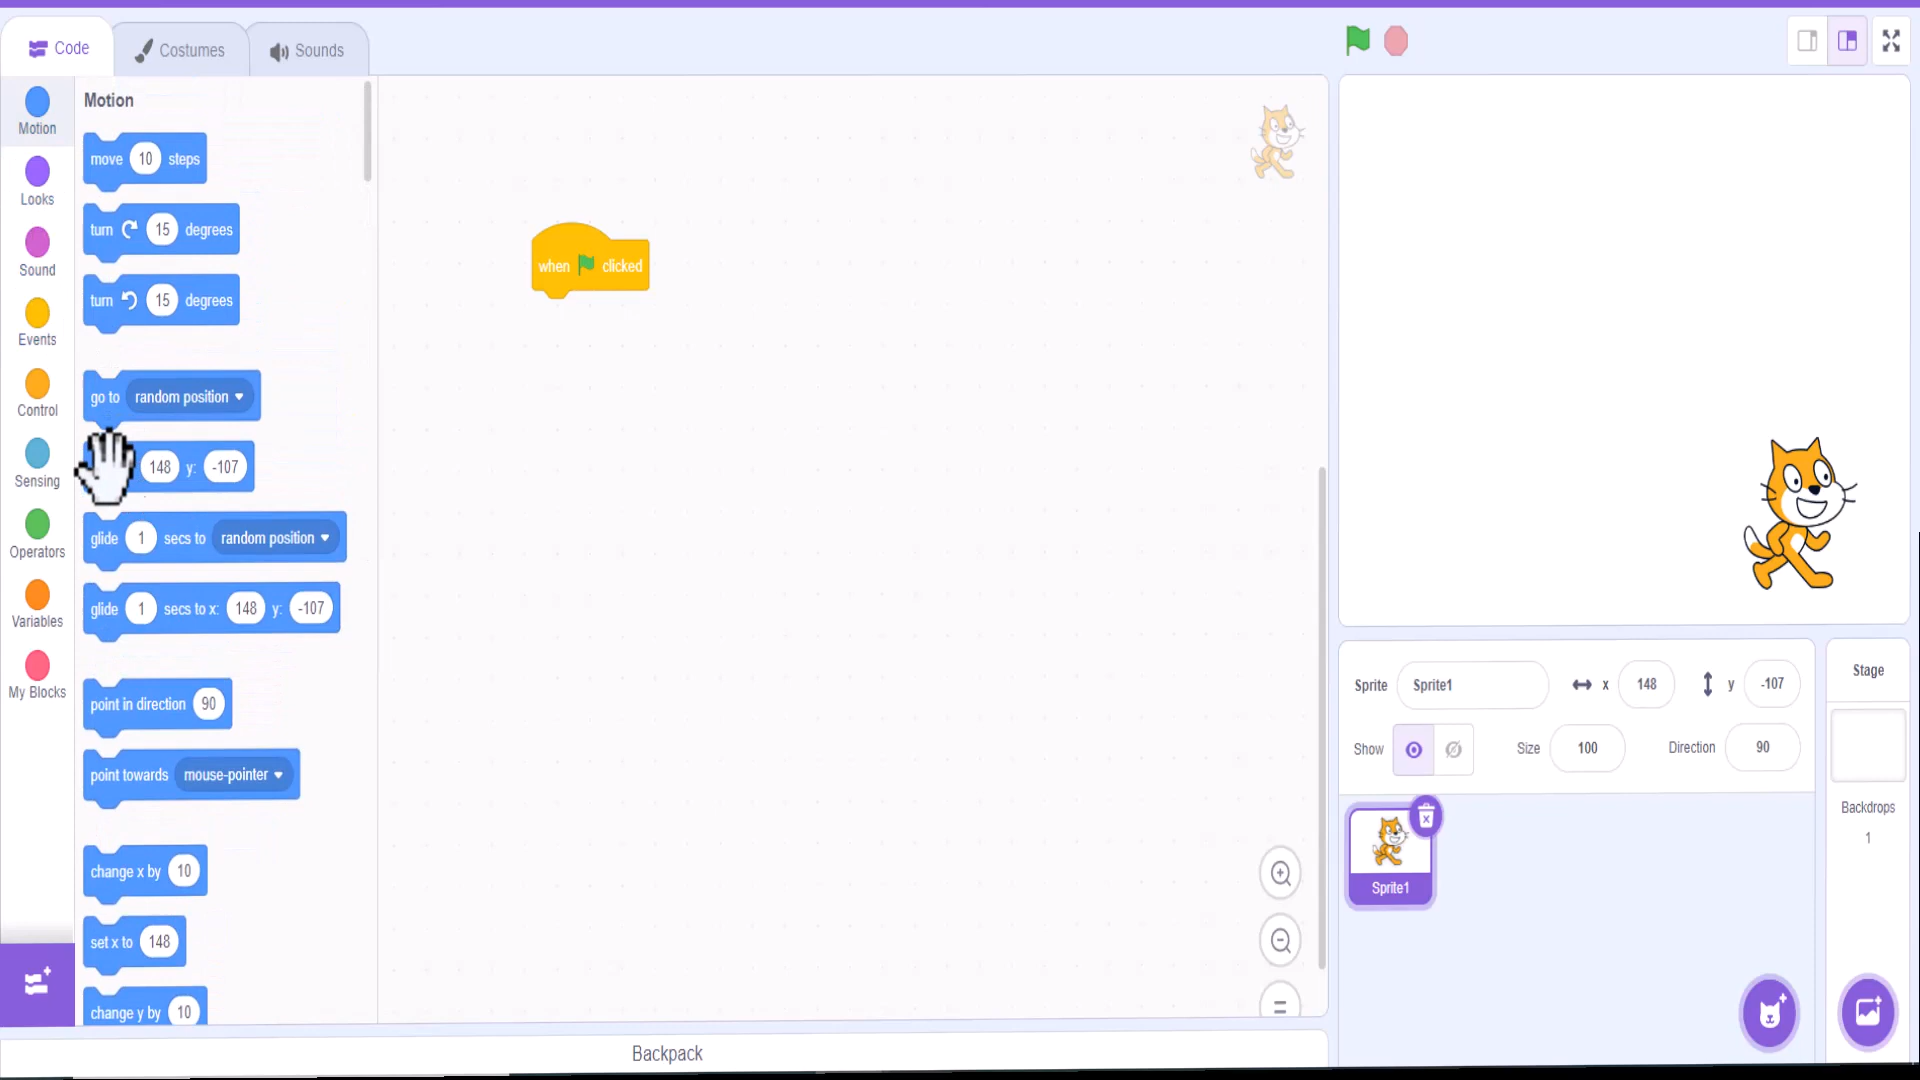 Code
Costumes
Sounds
Motion
Looks
Sound
Events
Control
Sensing
Operators
Variables
My Blocks
Motion
move 10 steps
turn 15 degrees
turn 15 degrees
go to random position
148 y: -107
glide 1 secs to random position
glide 1 secs to x: 148 y: -107
point in direction 90
point towards mouse-pointer
change x by 10
set x to 148
change y by 10
when clicked
Backpack
Sprite Sprite1 x 148 y -107
Show Size 100 Direction 90
Sprite1
Stage
Backdrops
1